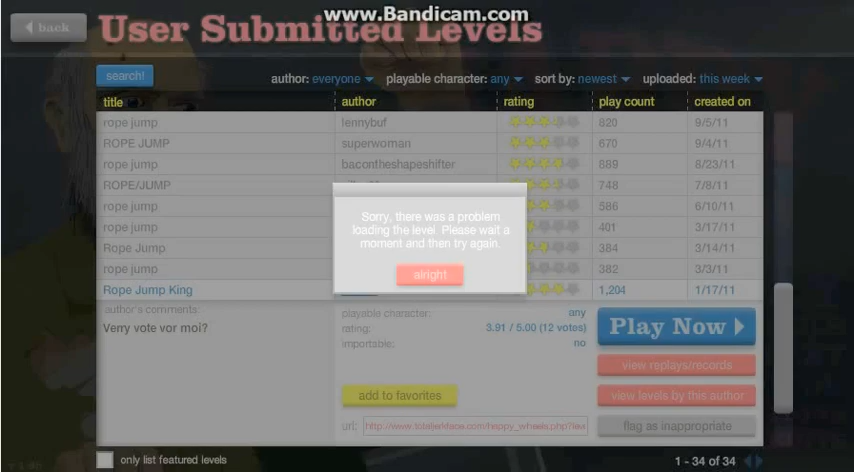 www.Bandicam.com
back
User Submitted Levels
search!
author: everyone playable character: any sort by: newest uploaded: this week
title author rating play count created on
rope jump lennybuf 820 9/5/11
ROPE JUMP superwoman 670 9/4/11
rope jump bacontheshapeshifter 889 8/23/11
ROPE/JUMP 748 7/8/11
rope jump 586 6/10/11
rope jump 401 3/17/11
Rope Jump 384 3/14/11
rope jump 382 3/3/11
Rope Jump King 1,204 1/17/11
Sorry, there was a problem
loading the level. Please wait a
moment and then try again.
alright
author's comments:
Verry vote vor moi?
playable character: any
rating: 3.91 / 5.00 (12 votes)
importable: no
add to favorites
url: http://www.totaljerkface.com/happy_wheels.php?
Play Now
view replays/records
view levels by this author
flag as inappropriate
only list featured levels
1 - 34 of 34